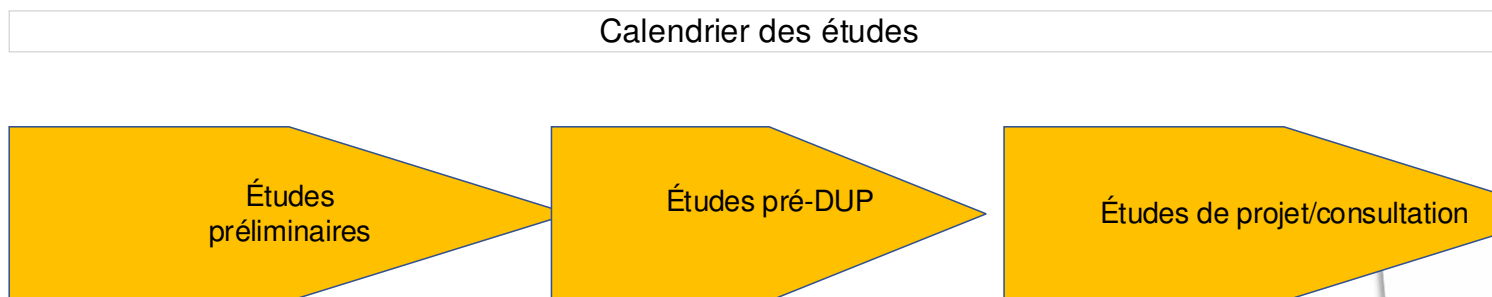 Calendrier des études
Études
préliminaires
Études pré-DUP
Études de projet/consultation